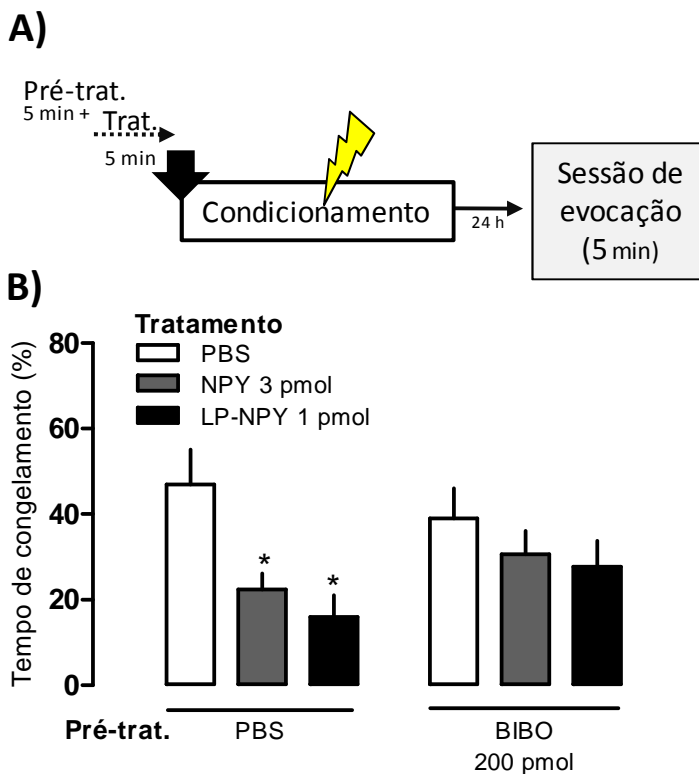 A)
Pré-trat.
5 min +
Trat.
5 min
Condicionamento
24 h
Sessão de
evocação
(5 min)
B)
Tratamento
PBS
NPY 3 pmol
LP-NPY 1 pmol
Tempo de congelamento (%)
80
60
40
20
0
*
*
Pré-trat.
PBS
BIBO
200 pmol